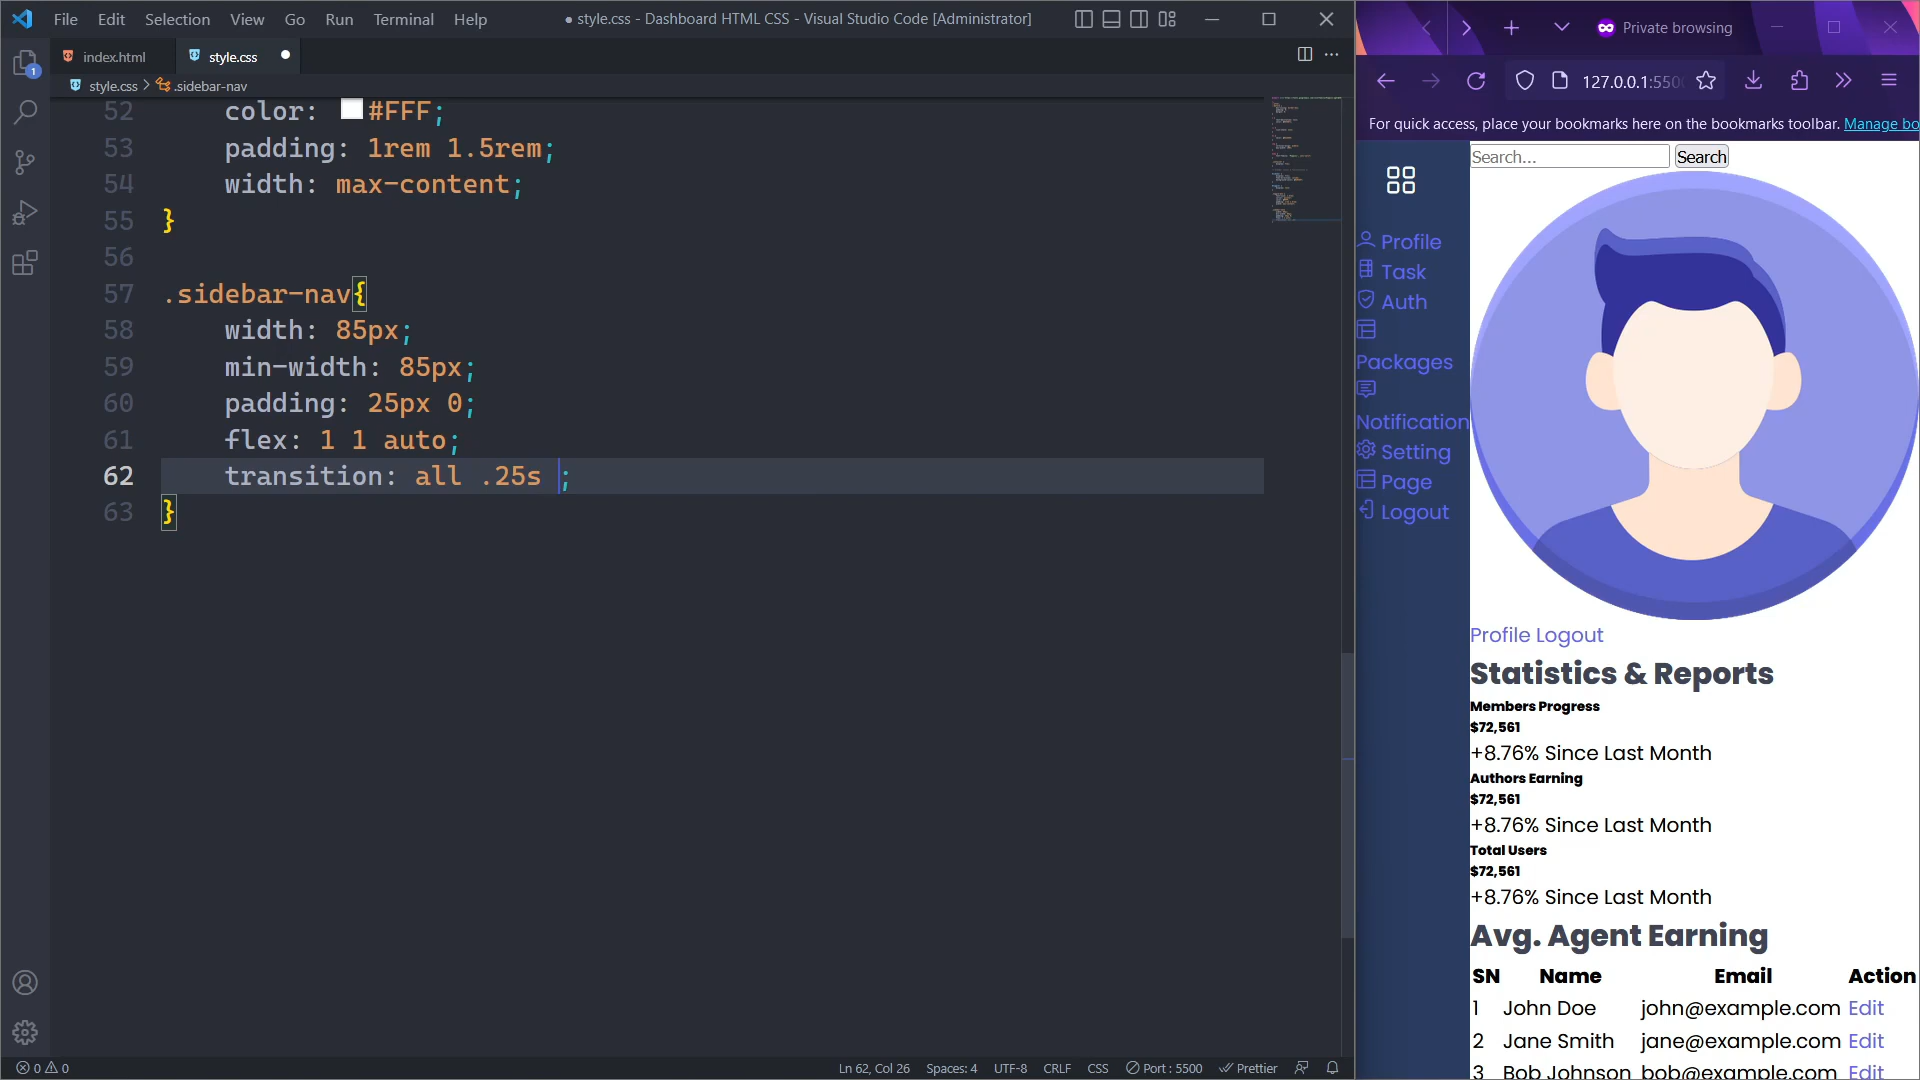 File Edit Selection View Go Run Terminal Help
● style.css - Dashboard HTML CSS - Visual Studio Code [Administrator]
Private browsing
index.html
style.css
127.0.0.1:5500
style.css > .sidebar-nav
For quick access, place your bookmarks here on the bookmarks toolbar. Manage bo
1
52 color: #FFF;
53 padding: 1rem 1.5rem;
54 width: max-content;
55 }
56
57 .sidebar-nav{
58 width: 85px;
59 min-width: 85px;
60 padding: 25px 0;
61 flex: 1 1 auto;
62 transition: all .25s ;
63 }
Search... Search
Profile
Task
Auth
Packages
Notification
Setting
Page
Logout
Profile Logout
Statistics & Reports
Members Progress
$72,561
+8.76% Since Last Month
Authors Earning
$72,561
+8.76% Since Last Month
Total Users
$72,561
+8.76% Since Last Month
Avg. Agent Earning
SN Name Email Action
1 John Doe john@example.com Edit
2 Jane Smith jane@example.com Edit
3 Bob Johnson bob@example.com Edit
0 0
Ln 62, Col 26 Spaces: 4 UTF-8 CRLF CSS Port : 5500 Prettier